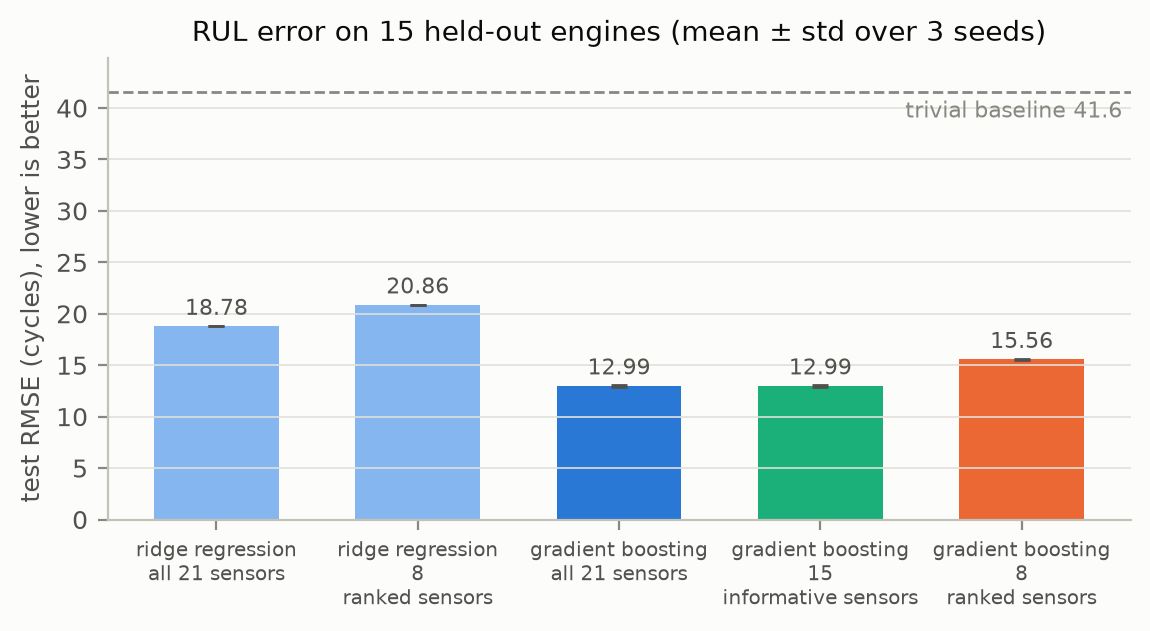 RUL error on 15 held-out engines (mean ± std over 3 seeds)
test RMSE (cycles), lower is better
40
35
30
25
20
15
10
5
0
trivial baseline 41.6
18.78
20.86
12.99
12.99
15.56
ridge regression
all 21 sensors
ridge regression
8
ranked sensors
gradient boosting
all 21 sensors
gradient boosting
15
informative sensors
gradient boosting
8
ranked sensors